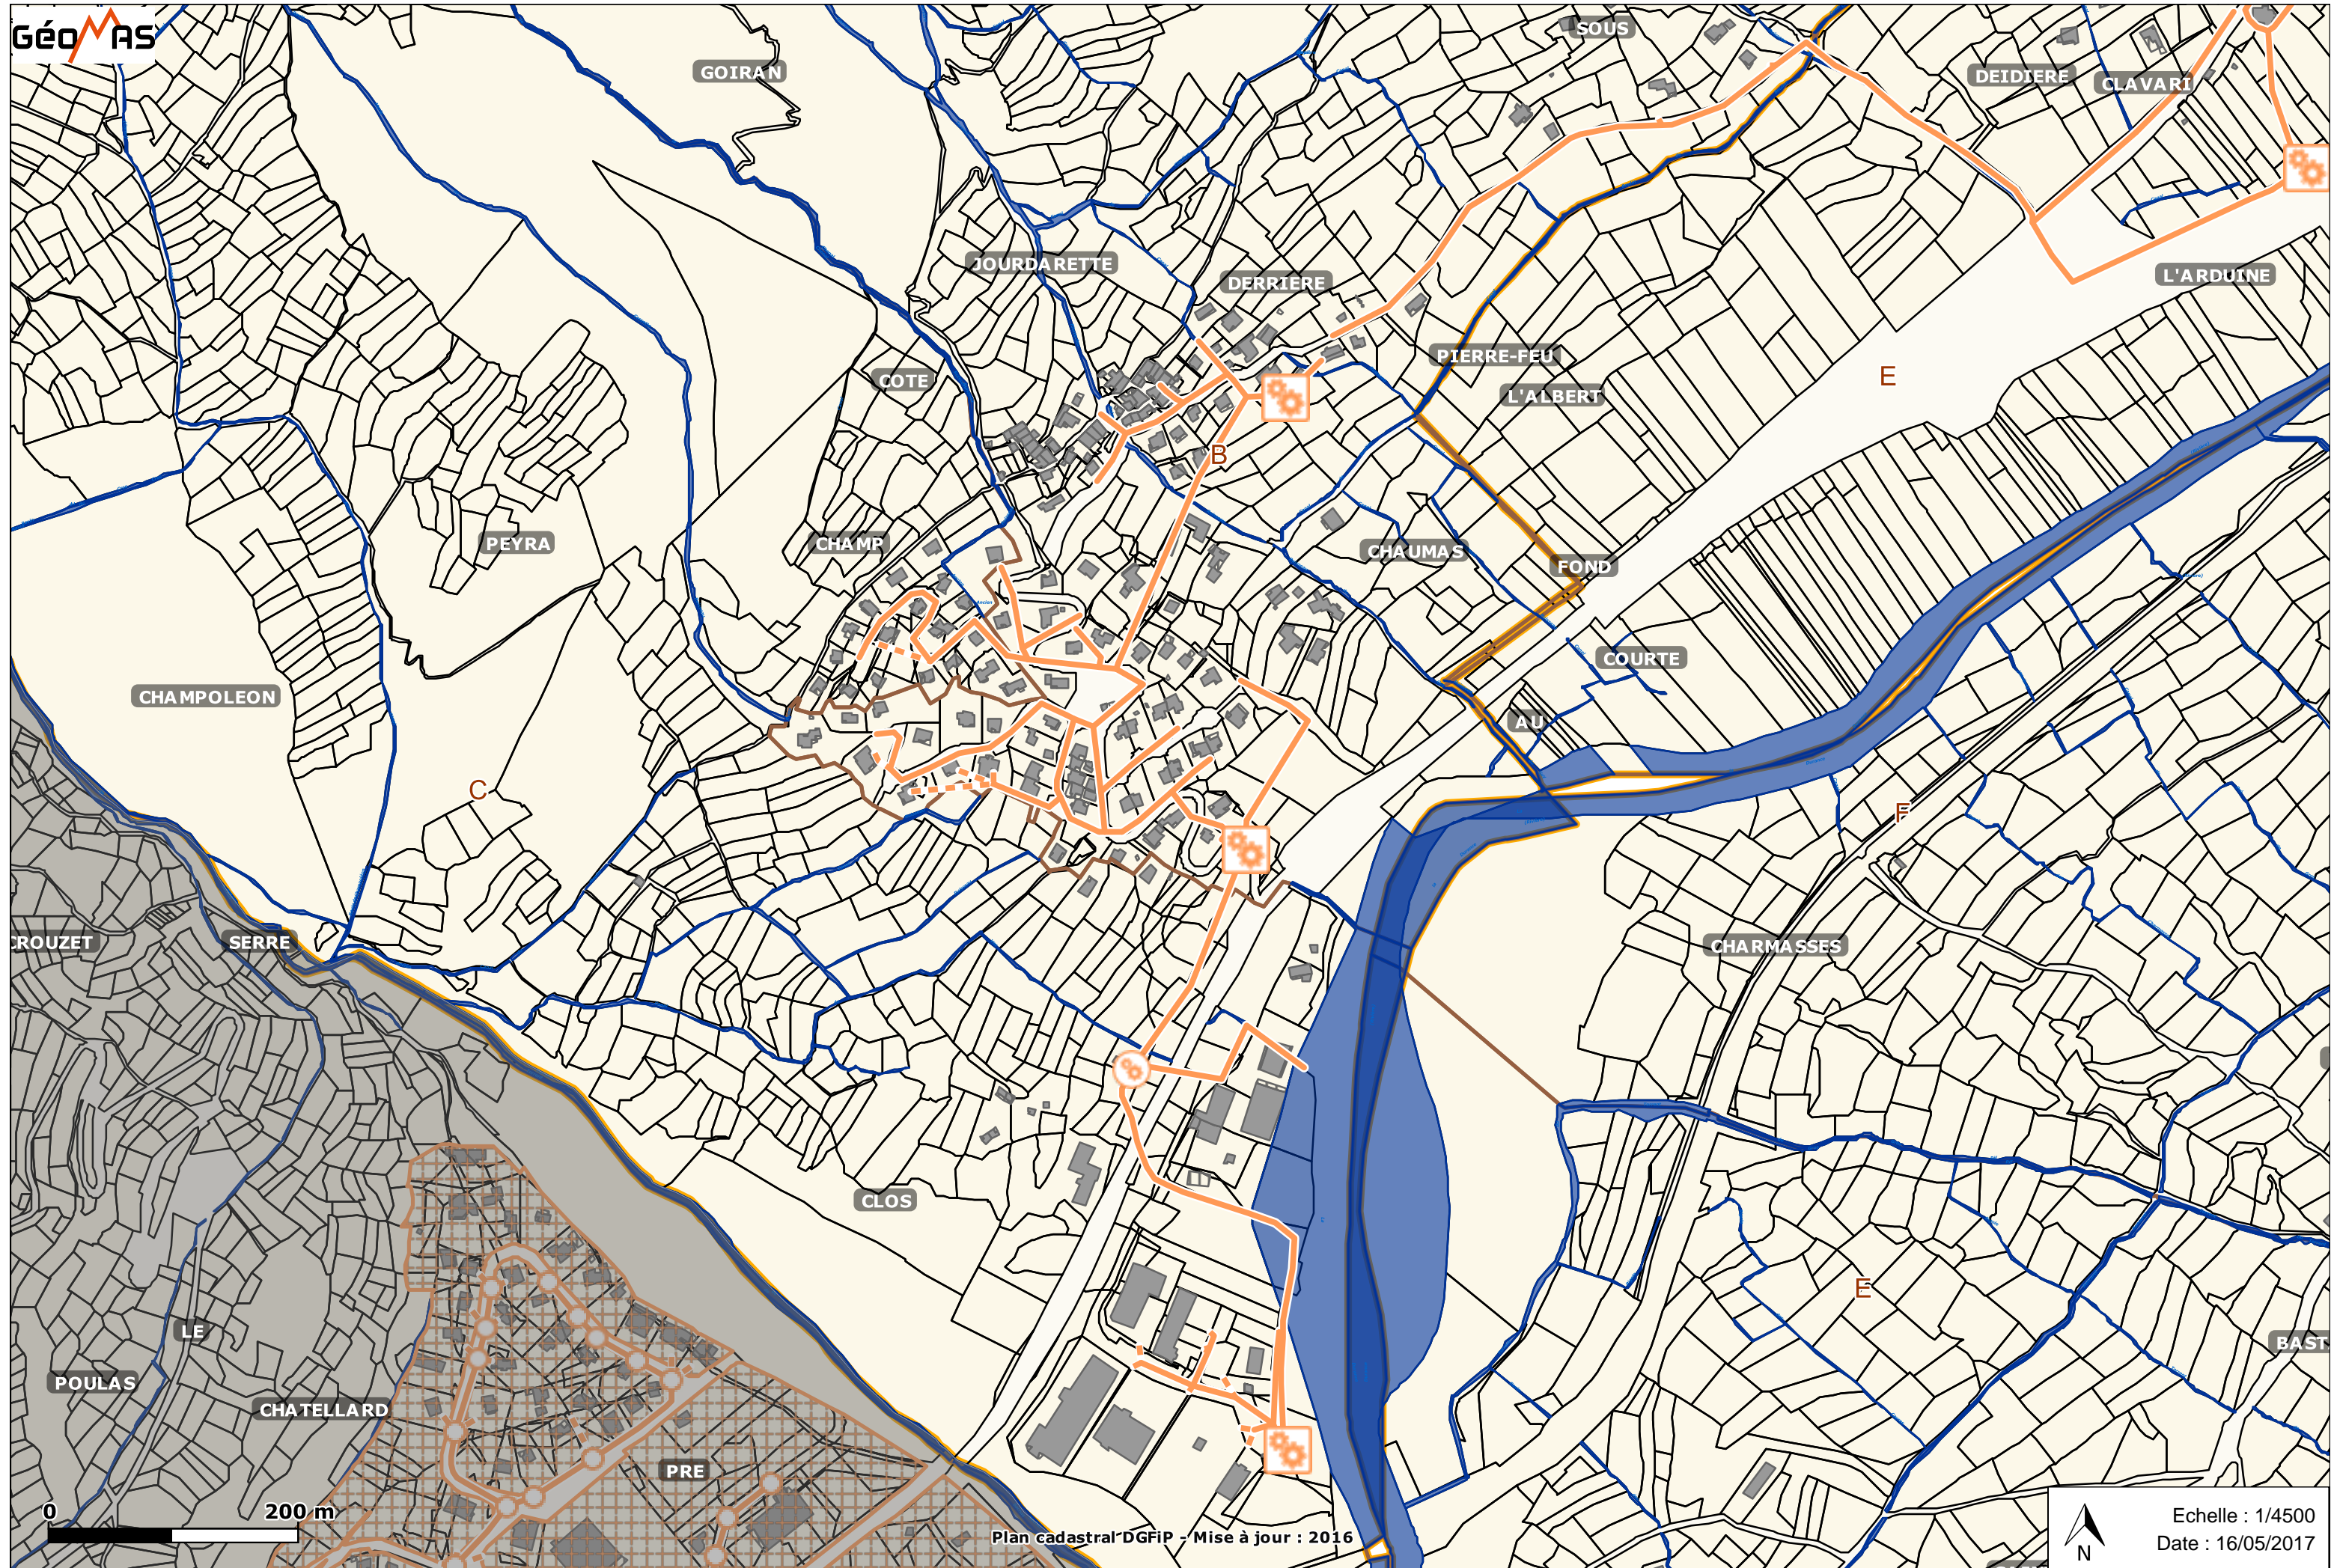 GéoMAS
SOUS
GOIRAN
DEIDIERE
CLAVARI
JOURDARETTE
DERRIERE
L'ARDUINE
PIERRE-FEU
E
COTE
L'ALBERT
B
PEYRA
CHAMP
CHAUMAS
FOND
COURTE
CHAMPOLEON
AU
C
F
CROUZET
SERRE
CHARMASSES
CLOS
E
LE
BAST
POULAS
CHATELLARD
PRE
0 200 m
Plan cadastral DGFiP - Mise à jour : 2016
N
Echelle : 1/4500
Date : 16/05/2017